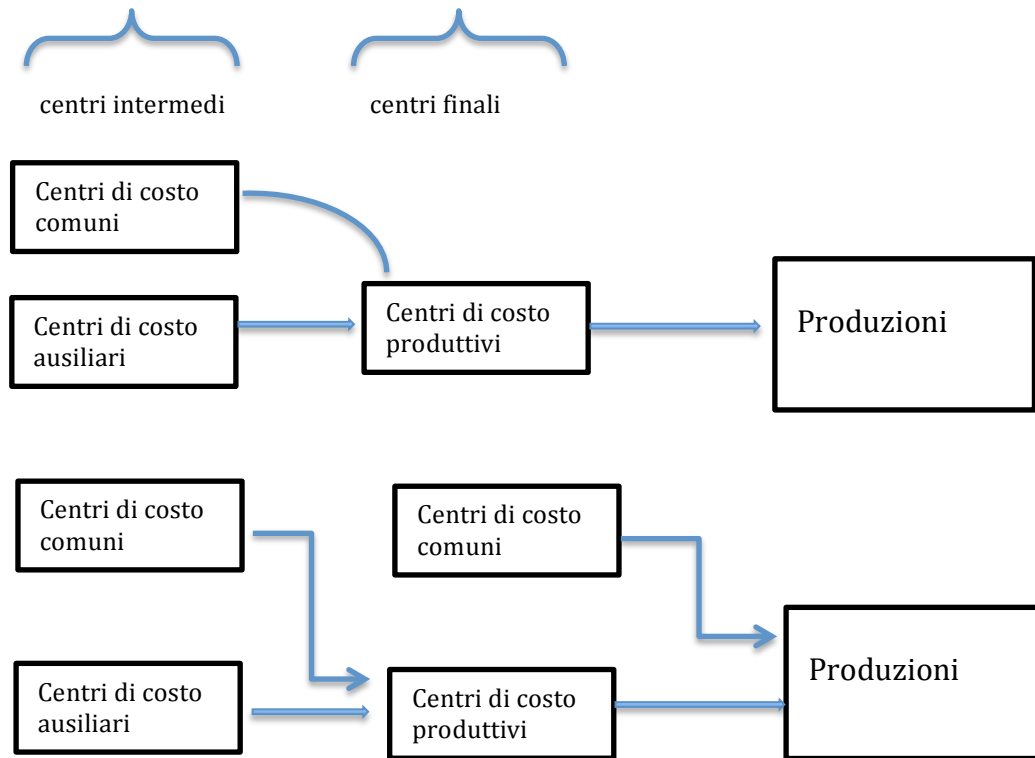 centri intermedi
centri finali
Centri di costo
comuni
Centri di costo
ausiliari
Centri di costo
produttivi
Produzioni
Centri di costo
comuni
Centri di costo
comuni
Centri di costo
ausiliari
Centri di costo
produttivi
Produzioni